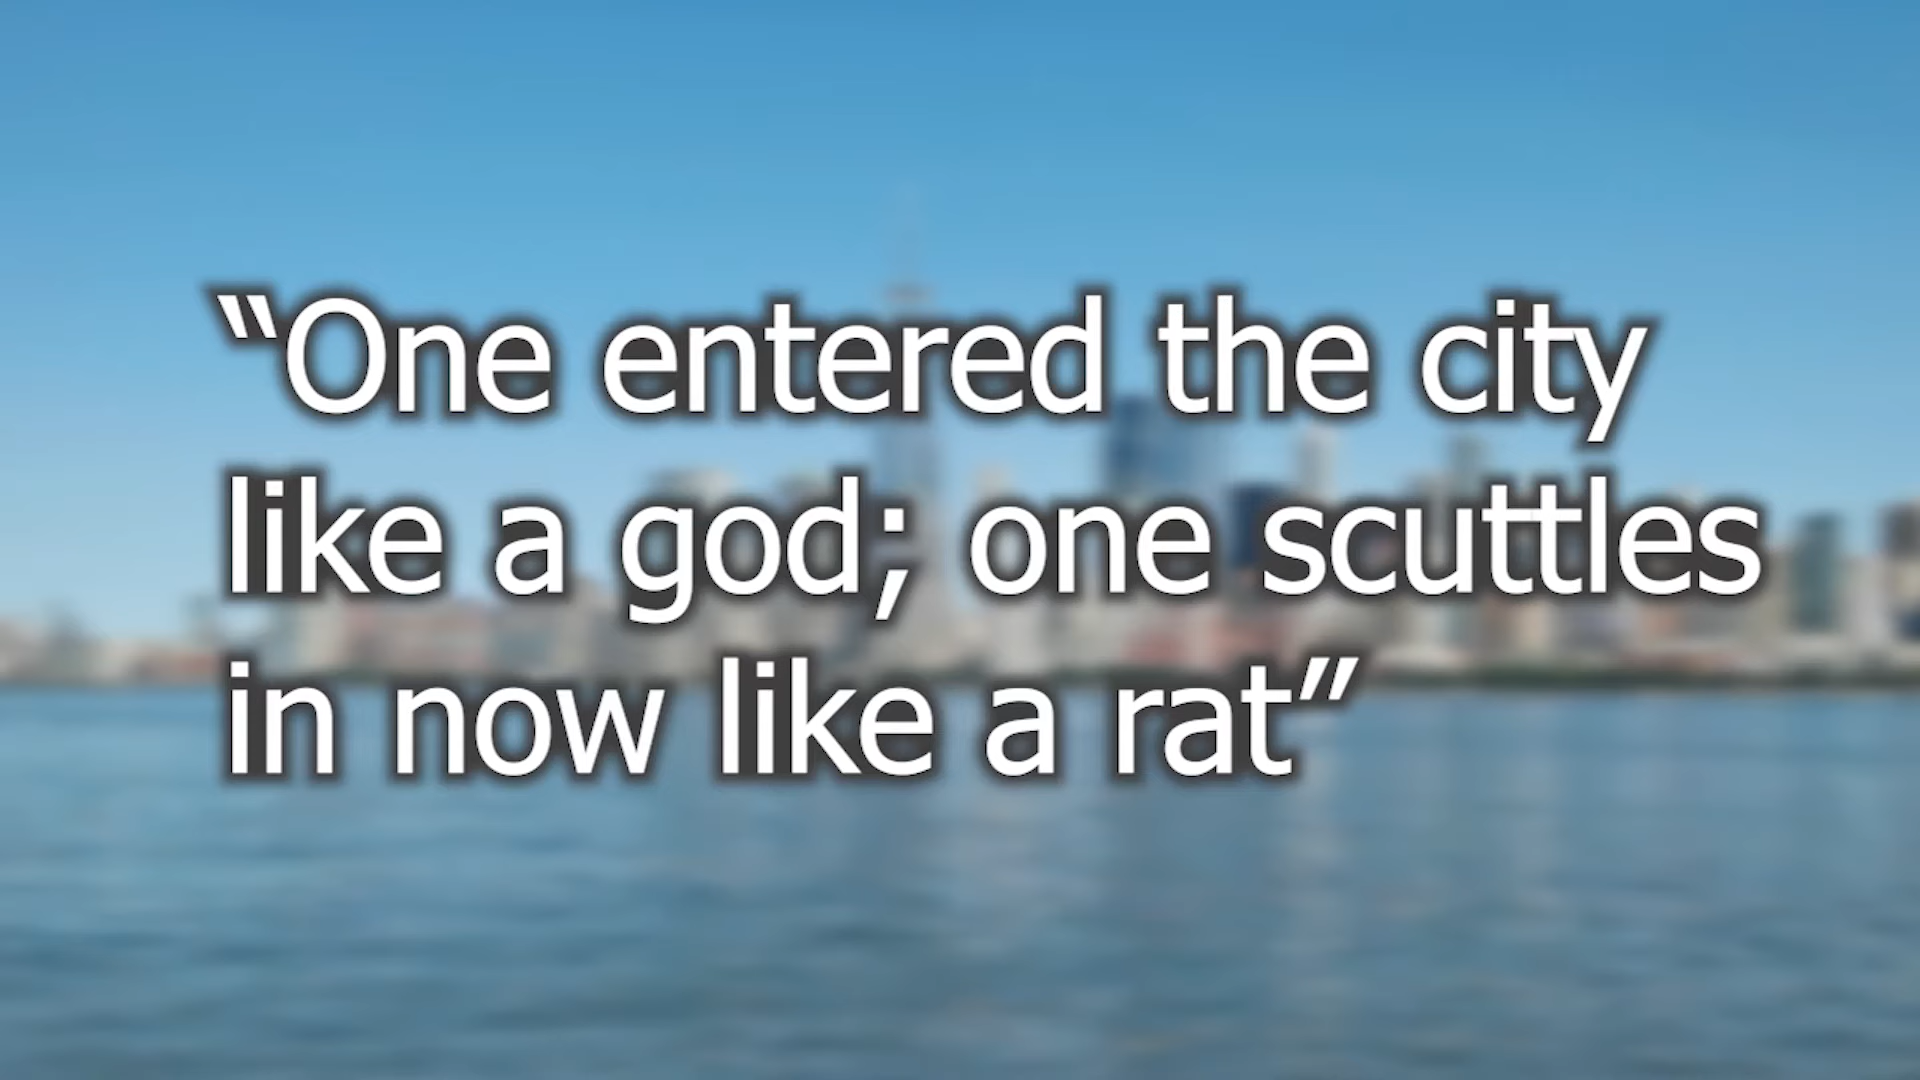 “One entered the city
like a god; one scuttles
in now like a rat”